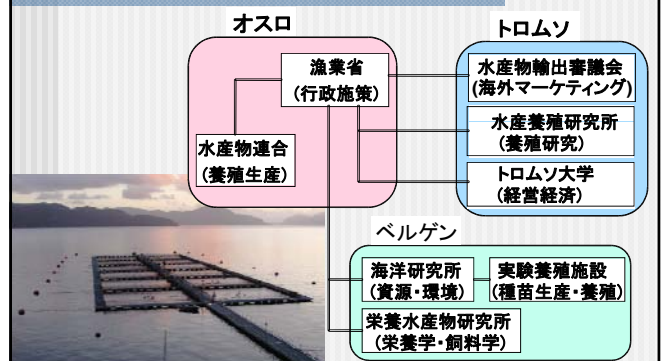 オスロ
漁業省
(行政施策)
水産物連合
(養殖生産)
トロムソ
水産物輸出審議会
(海外マーケティング)
水産養殖研究所
(養殖研究)
トロムソ大学
(経営経済)
ベルゲン
海洋研究所
(資源・環境)
実験養殖施設
(種苗生産・養殖)
栄養水産物研究所
(栄養学・飼料学)